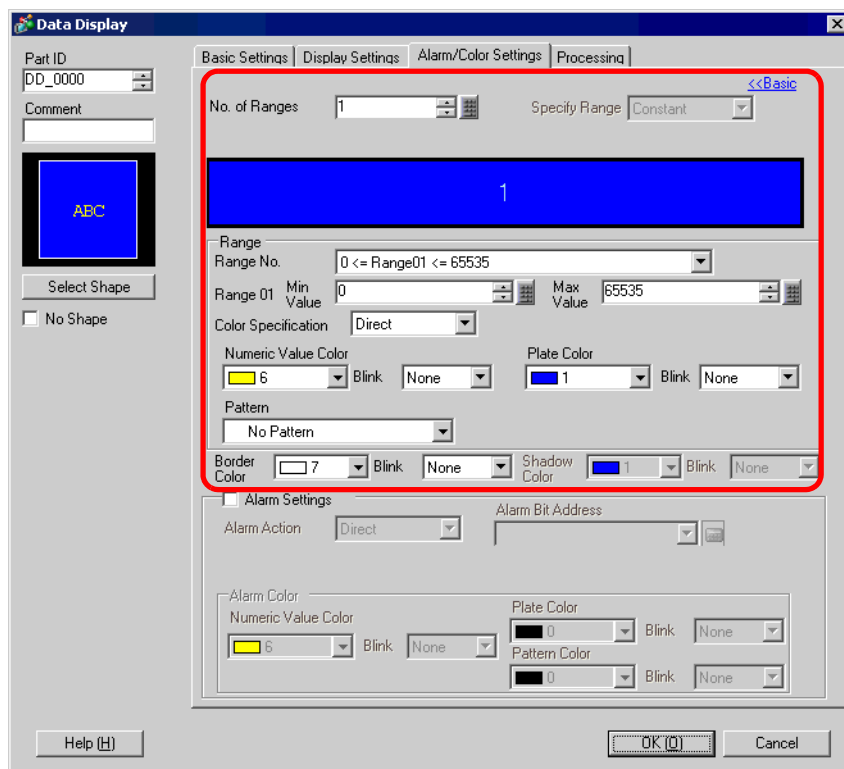 Data Display
Part ID
DD_0000
Comment
ABC
Select Shape
No Shape
Basic Settings Display Settings Alarm/Color Settings Processing
<<Basic
No. of Ranges 1 Specify Range Constant
1
Range
Range No. 0 <= Range01 <= 65535
Range 01 Min Value 0 Max Value 65535
Color Specification Direct
Numeric Value Color Plate Color
6 Blink None 1 Blink None
Pattern
No Pattern
Border Color 7 Blink None Shadow Color 1 Blink None
Alarm Settings
Alarm Action Direct Alarm Bit Address
Alarm Color
Numeric Value Color Plate Color
6 Blink None 0 Blink None
Pattern Color
0 Blink None
Help (H) OK (O) Cancel